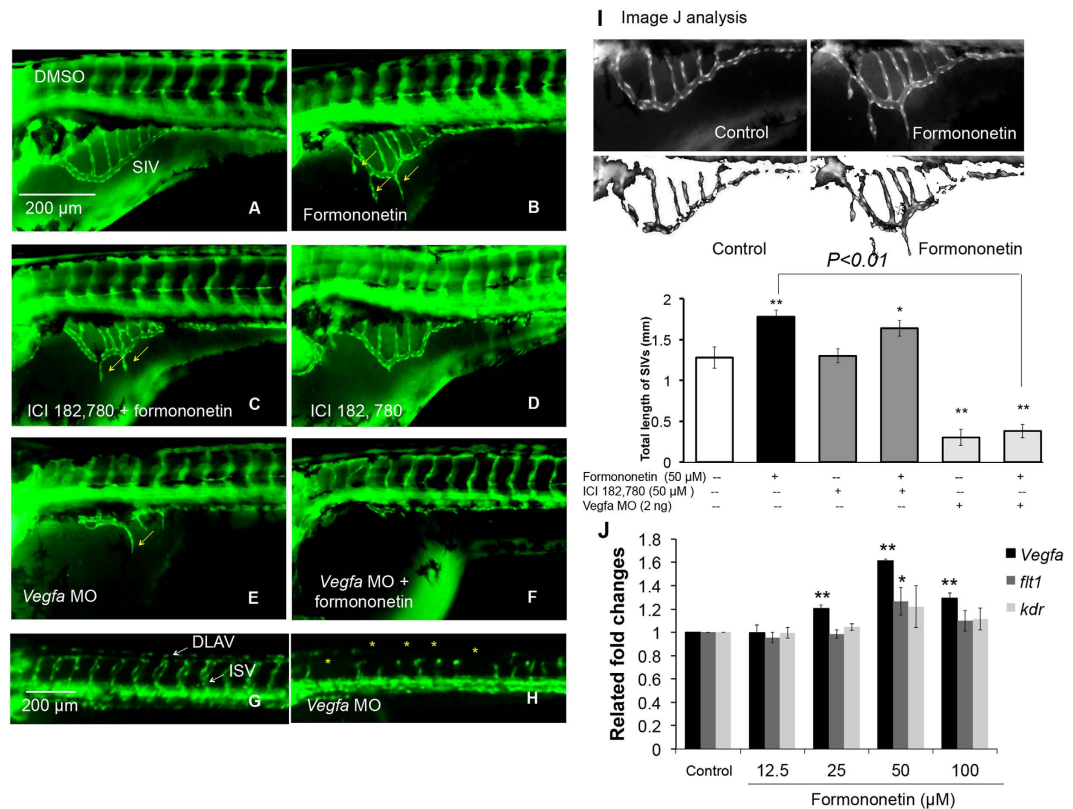 DMSO
SIV
200 µm
A
Formononetin
B
ICI 182,780 + formononetin
C
ICI 182, 780
D
Vegfa MO
E
Vegfa MO +
formononetin
F
DLAV
ISV
200 µm
G
* * * * *
Vegfa MO
H
I Image J analysis
Control
Formononetin
Control
Formononetin
P<0.01
Total length of SIVs (mm)
2
1.5
1
0.5
0
** * ** **
Formononetin (50 µM) -- + -- + -- +
ICI 182,780 (50 µM ) -- -- + + -- --
Vegfa MO (2 ng) -- -- -- -- + +
J
Related fold changes
1.8
1.6
1.4
1.2
1
0.8
0.6
0.4
0.2
0
** ** * **
Vegfa
flt1
kdr
Control 12.5 25 50 100
Formononetin (µM)